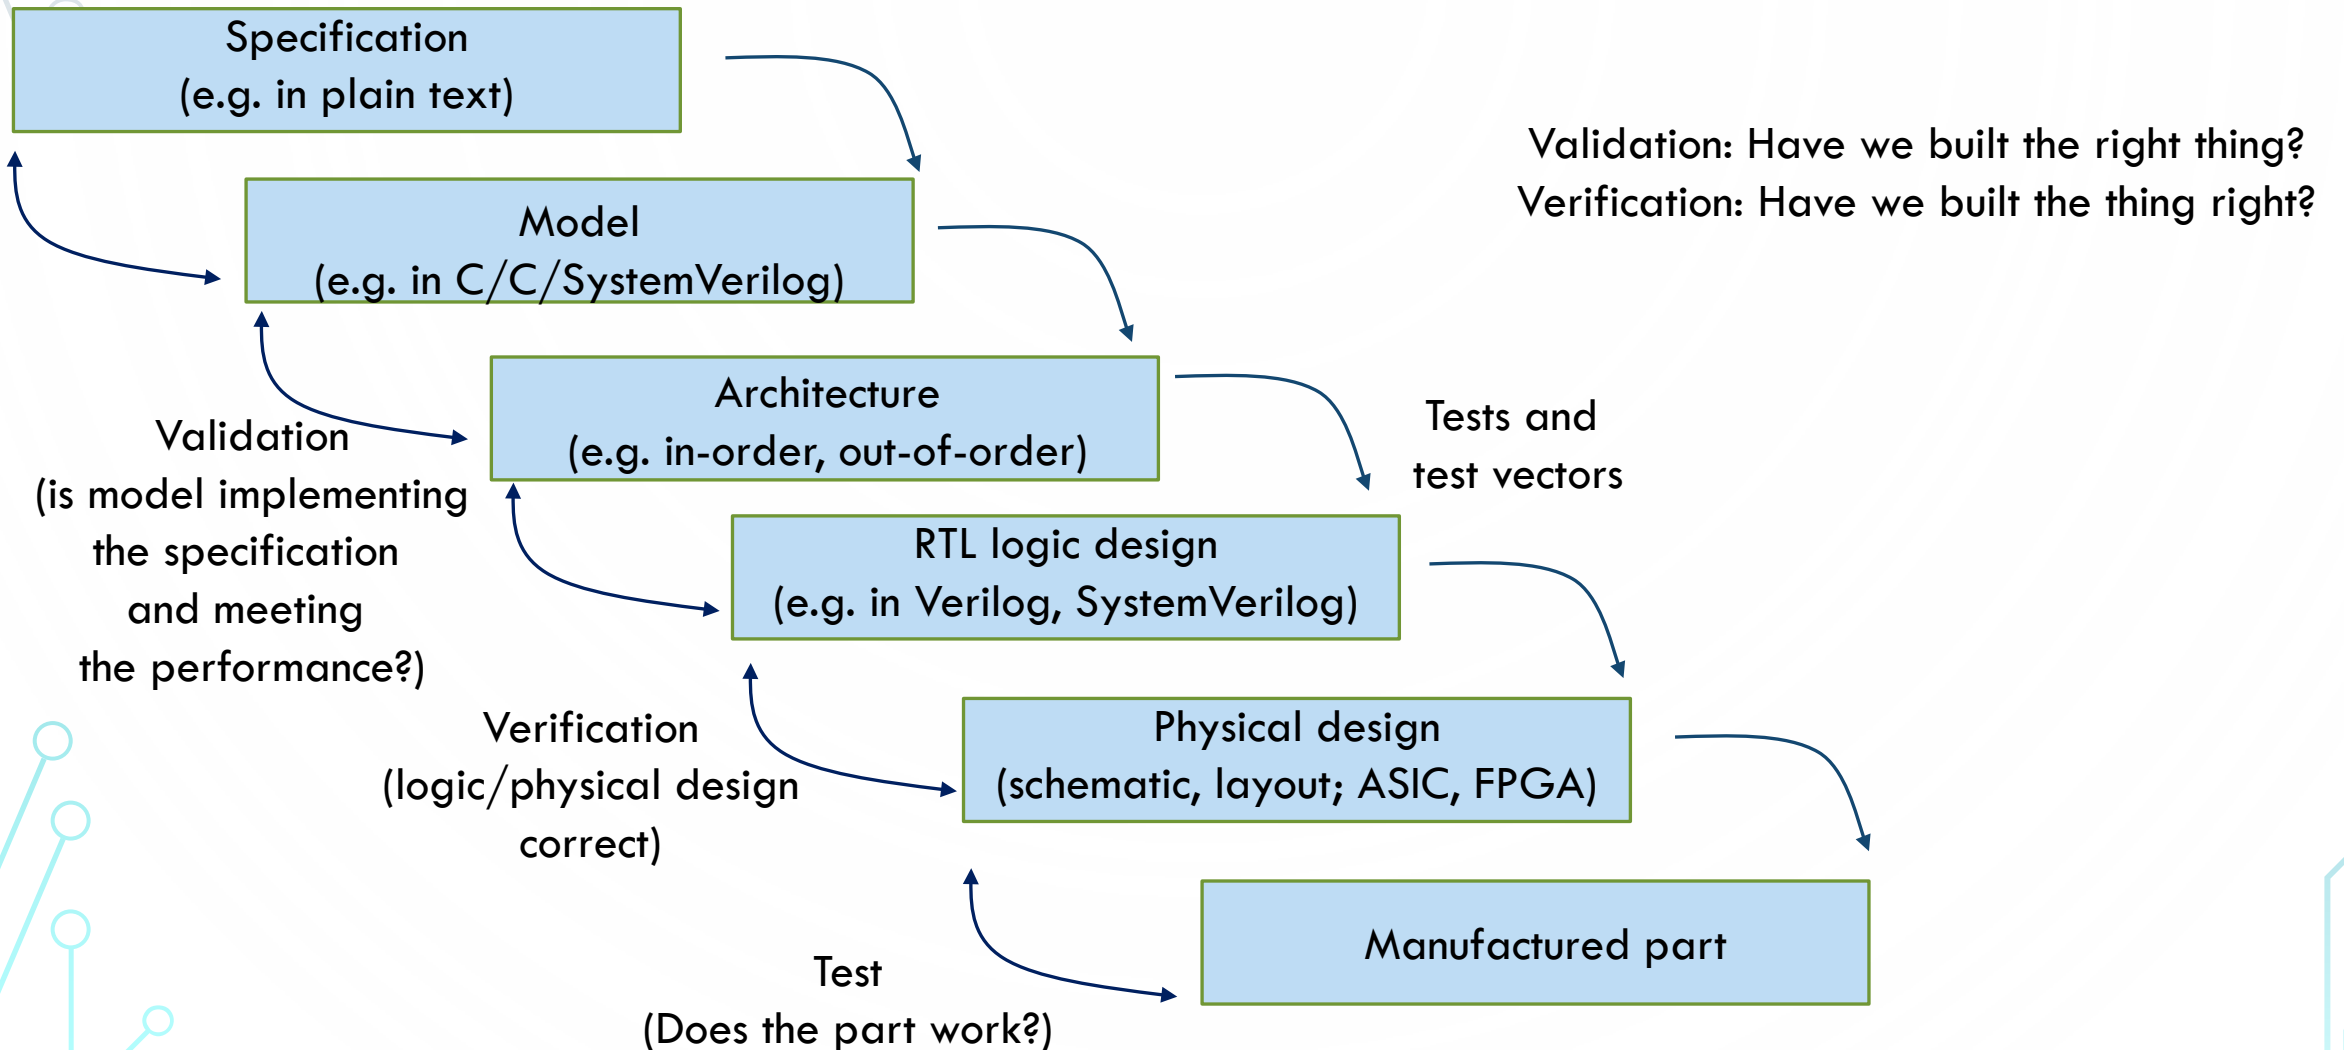 Specification
(e.g. in plain text)
Validation: Have we built the right thing?
Verification: Have we built the thing right?
Model
(e.g. in C/C/SystemVerilog)
Architecture
(e.g. in-order, out-of-order)
Tests and
test vectors
Validation
(is model implementing
the specification
and meeting
the performance?)
RTL logic design
(e.g. in Verilog, SystemVerilog)
Verification
(logic/physical design
correct)
Physical design
(schematic, layout; ASIC, FPGA)
Manufactured part
Test
(Does the part work?)